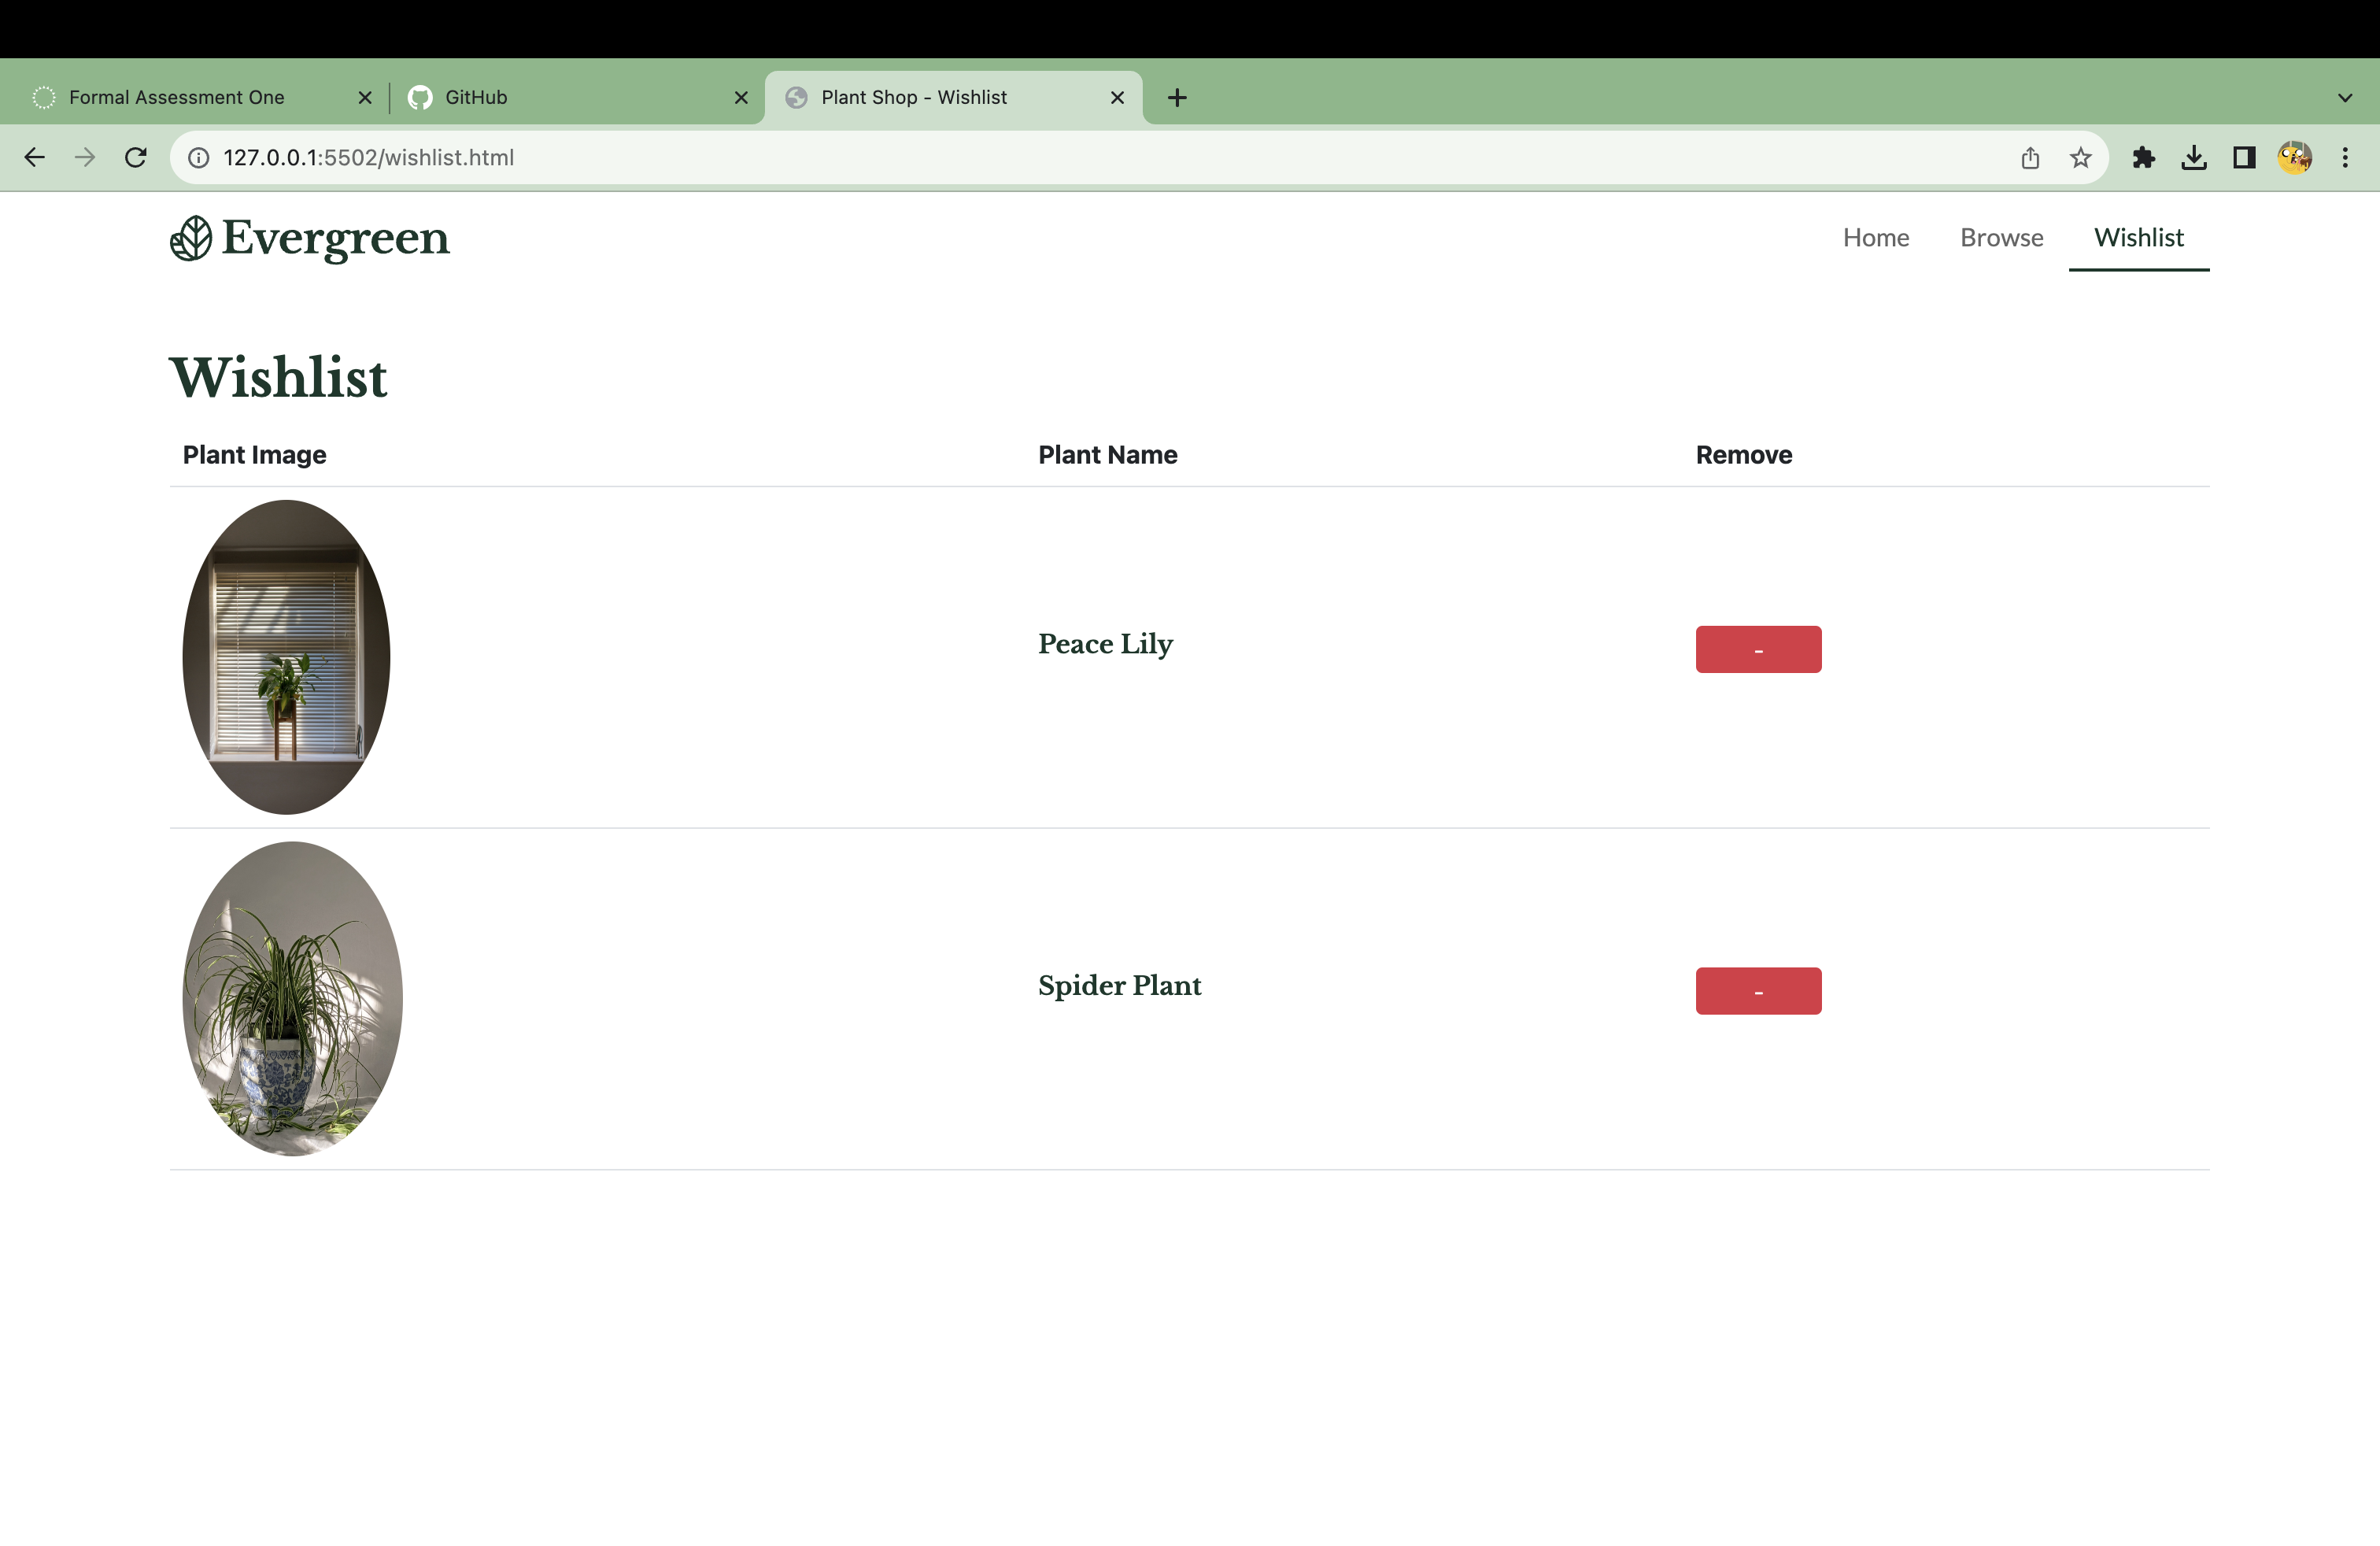 Formal Assessment One
GitHub
Plant Shop - Wishlist
127.0.0.1:5502/wishlist.html
Evergreen
Home Browse Wishlist
Wishlist
Plant Image Plant Name Remove
Peace Lily -
Spider Plant -